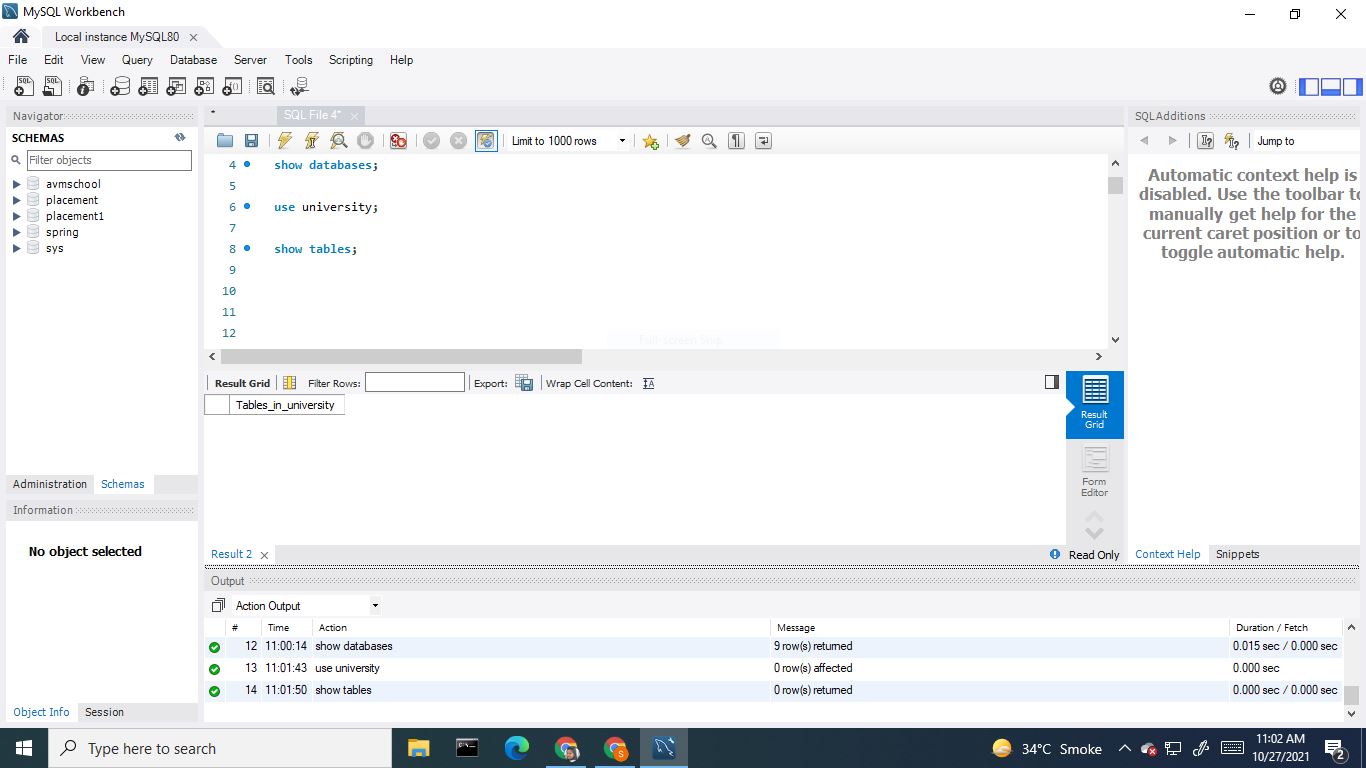 MySQL Workbench
Local instance MySQL80
File Edit View Query Database Server Tools Scripting Help
Navigator
SCHEMAS
Filter objects
avmschool
placement
placement1
spring
sys
Administration Schemas
Information
No object selected
Object Info Session
* SQL File 4*
Limit to 1000 rows
4 show databases;
5
6 use university;
7
8 show tables;
9
10
11
12
Full-screen Snip
Result Grid Filter Rows: Export: Wrap Cell Content:
Tables_in_university
Result
Grid
Form
Editor
Result 2 Read Only
SQLAdditions
Jump to
Automatic context help is
disabled. Use the toolbar to
manually get help for the
current caret position or to
toggle automatic help.
Context Help Snippets
Output
Action Output
# Time Action Message Duration / Fetch
12 11:00:14 show databases 9 row(s) returned 0.015 sec / 0.000 sec
13 11:01:43 use university 0 row(s) affected 0.000 sec
14 11:01:50 show tables 0 row(s) returned 0.000 sec / 0.000 sec
Type here to search
34°C Smoke
11:02 AM
10/27/2021
2